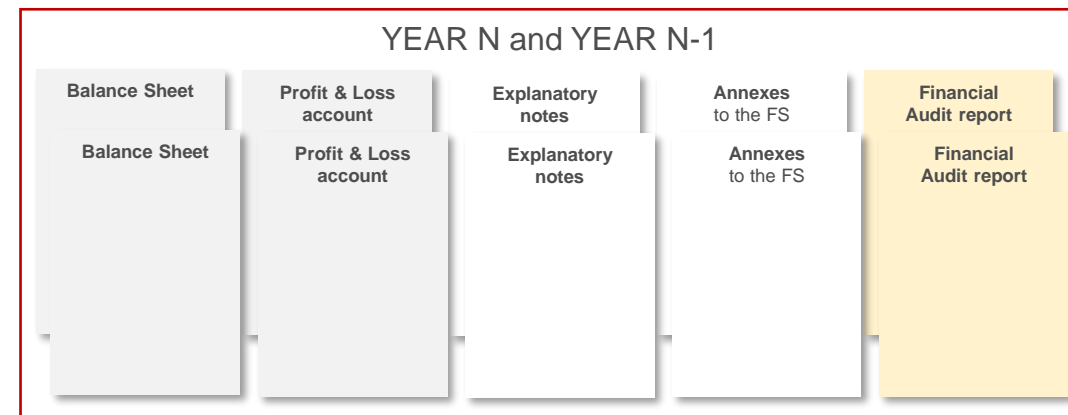 YEAR N and YEAR N-1
Balance Sheet
Profit & Loss
account
Explanatory
notes
Annexes
to the FS
Financial
Audit report
Balance Sheet
Profit & Loss
account
Explanatory
notes
Annexes
to the FS
Financial
Audit report